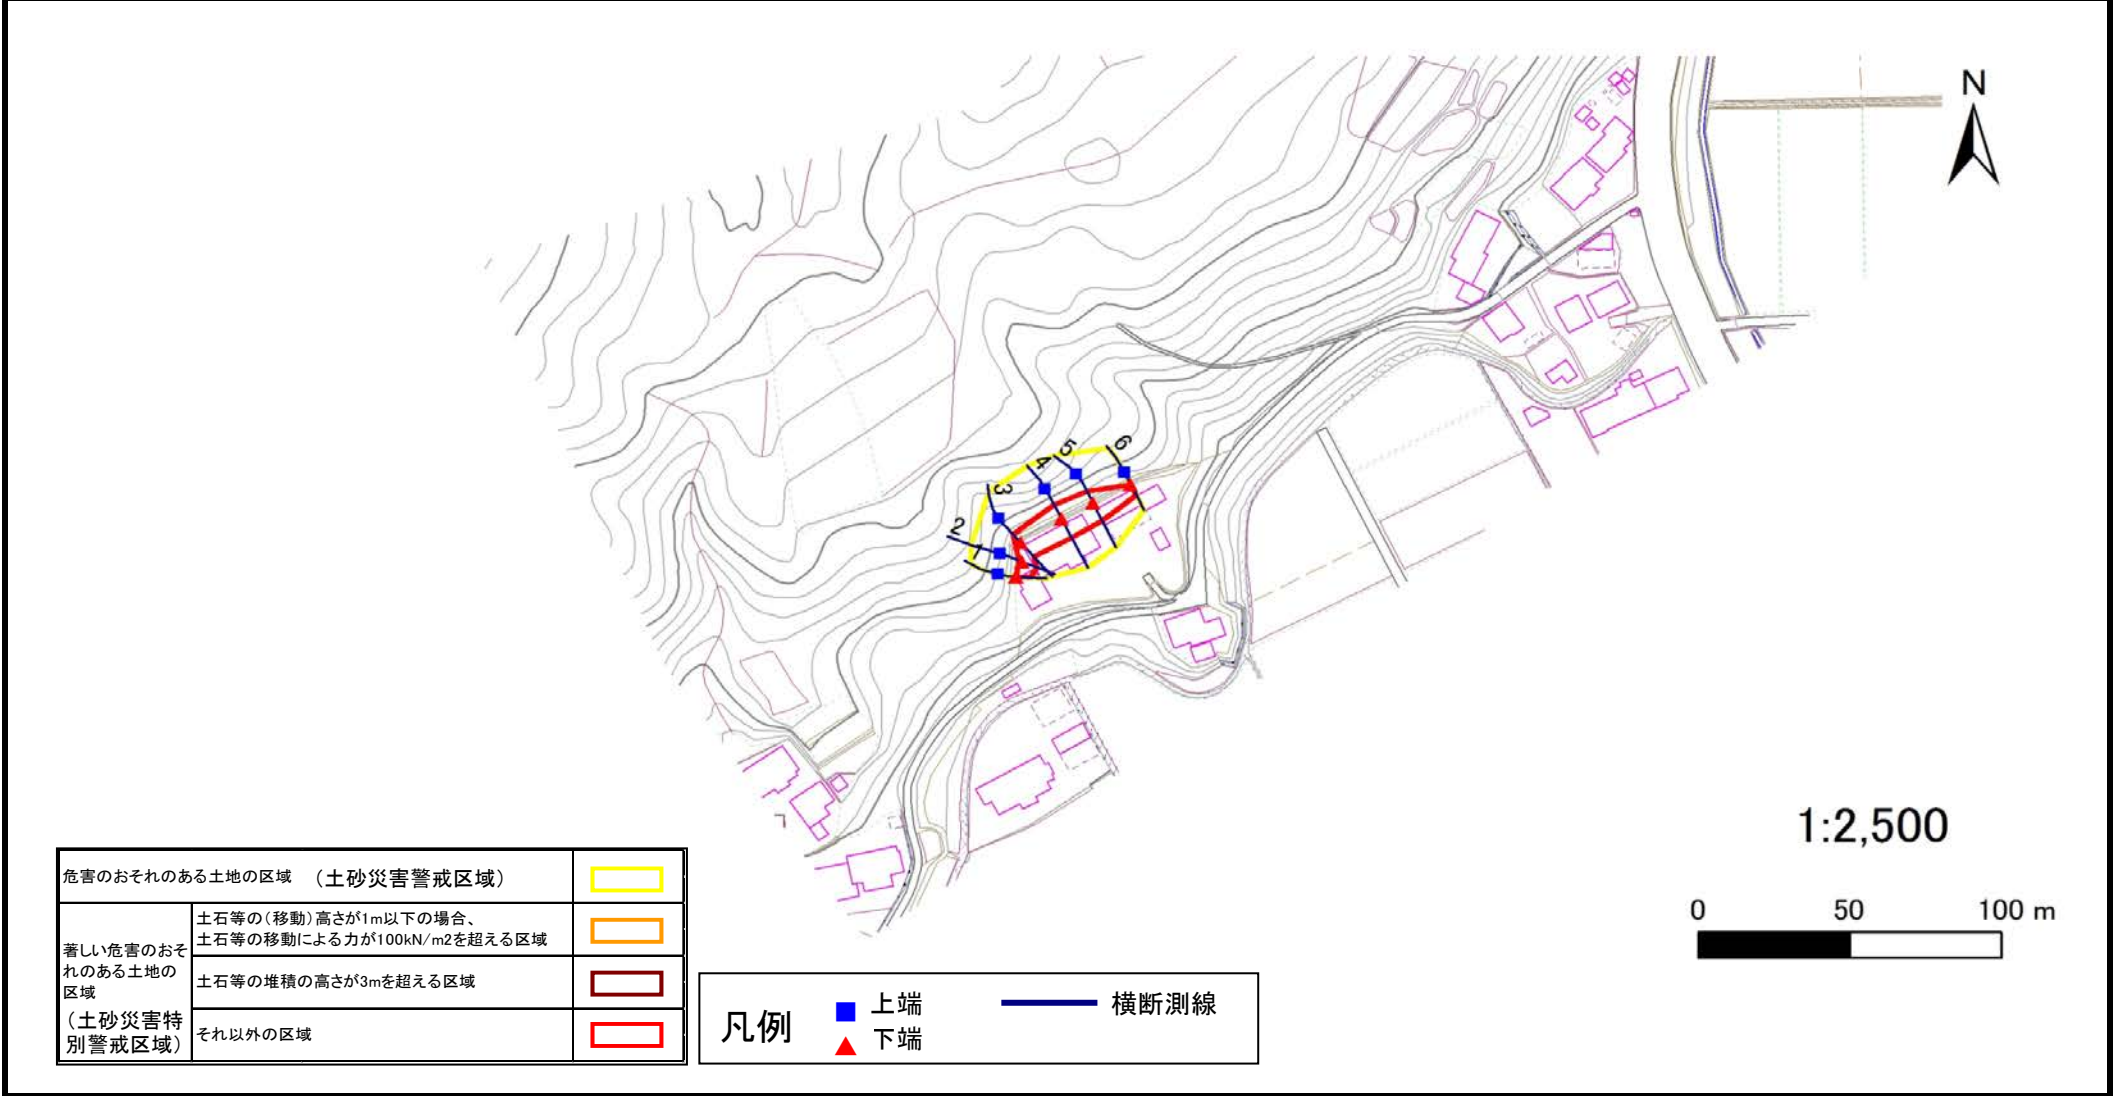 N
6
5
4
3
2
1
1:2,500
0 50 100 m
危害のおそれのある土地の区域 （土砂災害警戒区域）
著しい危害のおそ
れのある土地の
区域
（土砂災害特
別警戒区域）
土石等の（移動）高さが1m以下の場合、
土石等の移動による力が100kN/m2を超える区域
土石等の堆積の高さが3mを超える区域
それ以外の区域
凡例
上端
下端
横断測線